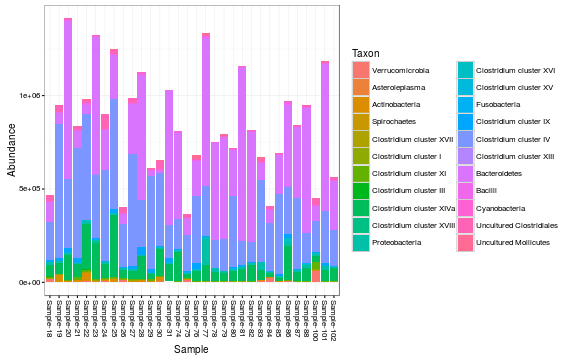 Abundance
1e+06
5e+05
0e+00
Sample-18
Sample-19
Sample-20
Sample-21
Sample-22
Sample-23
Sample-24
Sample-25
Sample-26
Sample-27
Sample-28
Sample-29
Sample-30
Sample-31
Sample-74
Sample-75
Sample-76
Sample-77
Sample-78
Sample-79
Sample-80
Sample-81
Sample-82
Sample-83
Sample-84
Sample-85
Sample-86
Sample-87
Sample-88
Sample-100
Sample-101
Sample-102
Sample
Taxon
Verrucomicrobia
Asteroleplasma
Actinobacteria
Spirochaetes
Clostridium cluster XVII
Clostridium cluster I
Clostridium cluster XI
Clostridium cluster III
Clostridium cluster XIVa
Clostridium cluster XVIII
Proteobacteria
Clostridium cluster XVI
Clostridium cluster XV
Fusobacteria
Clostridium cluster IX
Clostridium cluster IV
Clostridium cluster XIII
Bacteroidetes
Bacilli
Cyanobacteria
Uncultured Clostridiales
Uncultured Mollicutes